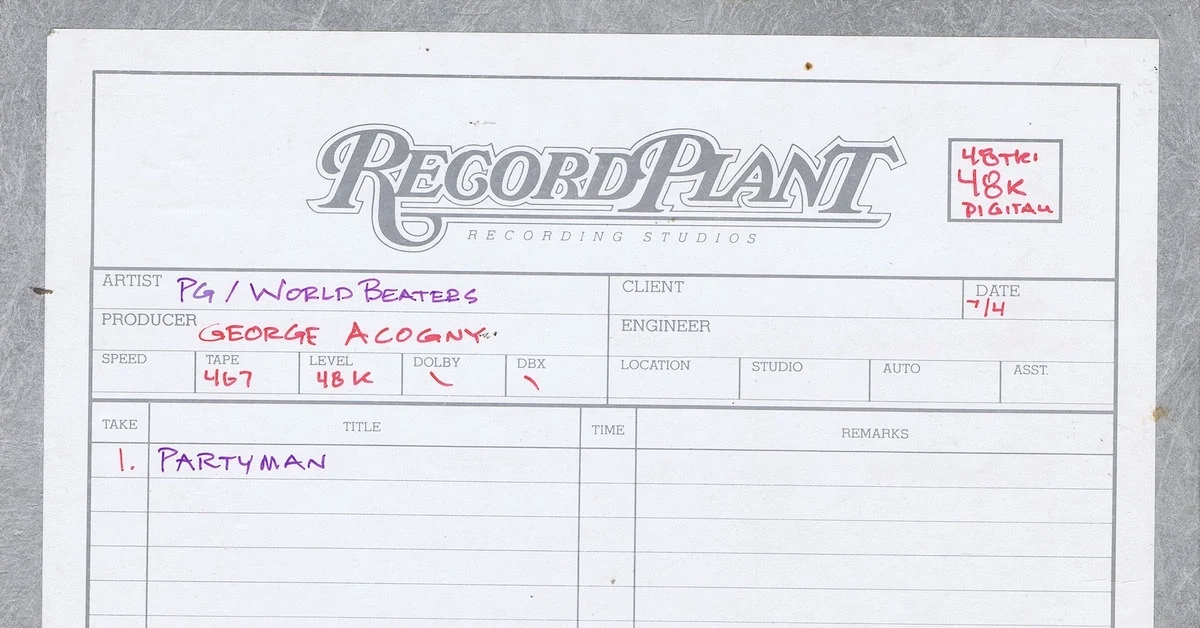 RECORD PLANT
RECORDING STUDIOS
48TK.
48K
DIGITAL
ARTIST PG / WORLD BEATERS
CLIENT
DATE 7/4
PRODUCER GEORGE ACOGNY
ENGINEER
SPEED
TAPE 467
LEVEL 48K
DOLBY \
DBX \
LOCATION
STUDIO
AUTO
ASST.
TAKE TITLE TIME REMARKS
1. PARTYMAN